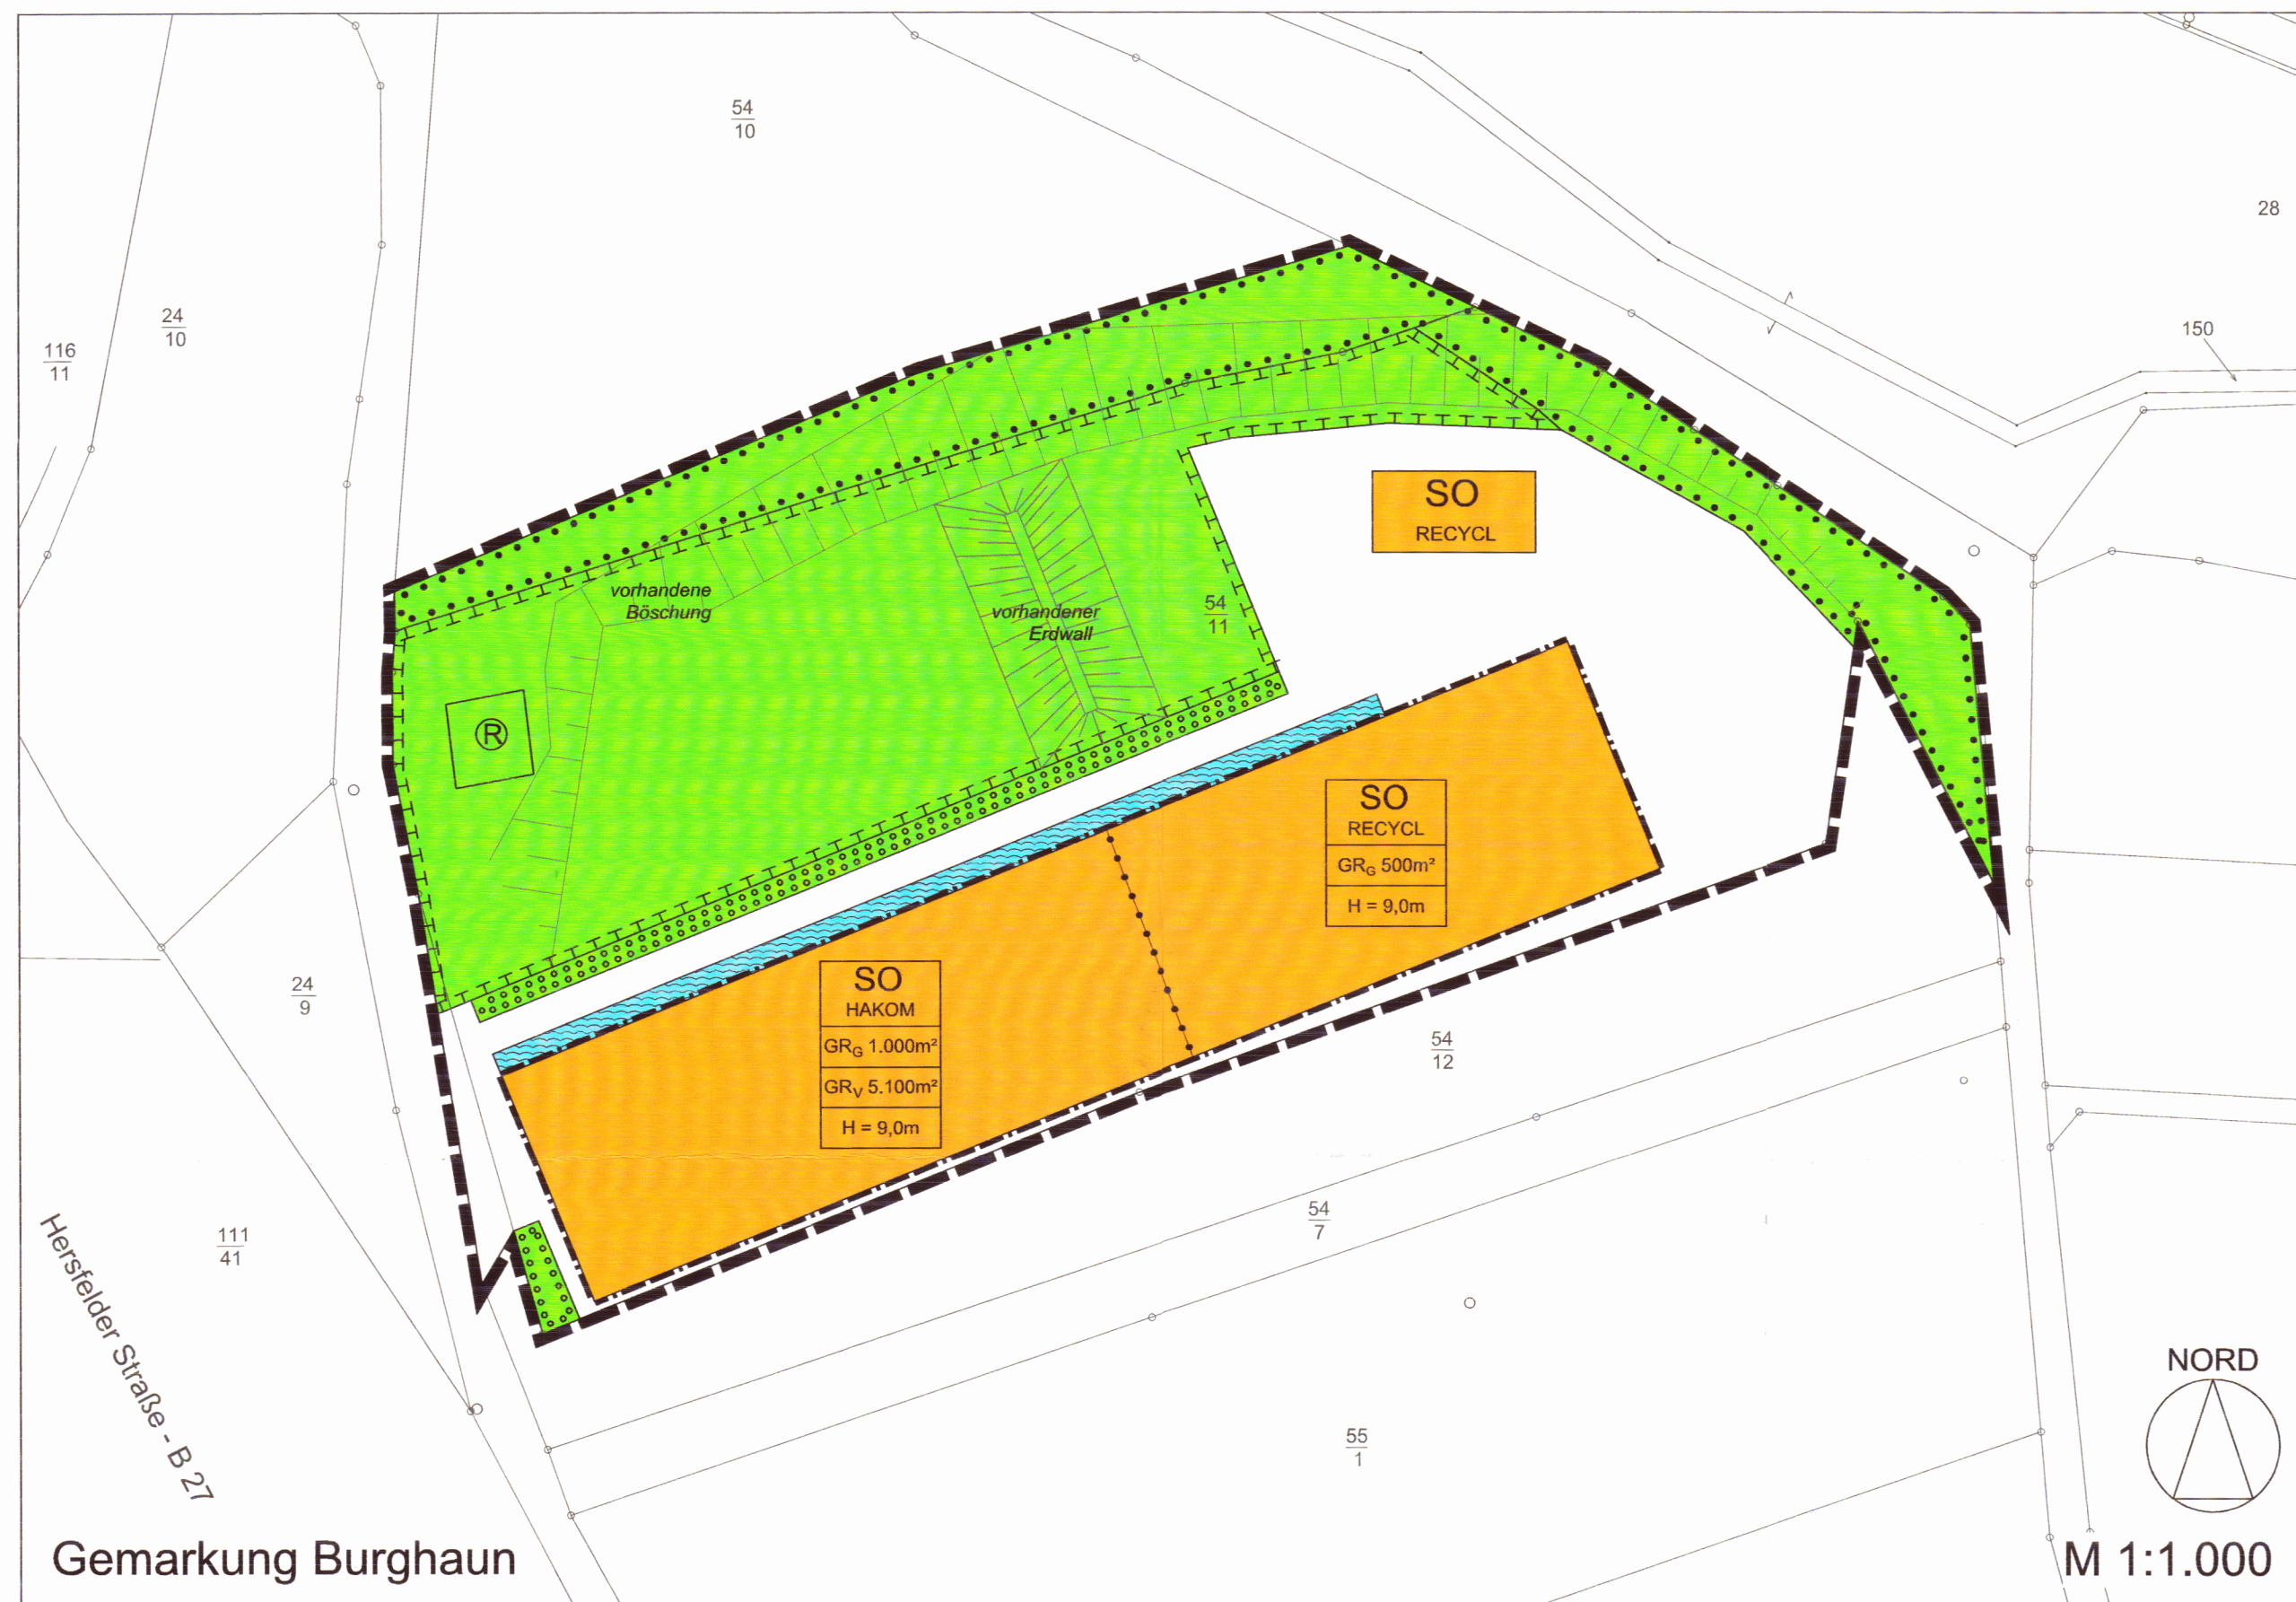 54
10
28
24
10
116
11
150
SO
RECYCL
vorhandene
Böschung
vorhandener
Erdwall
54
11
R
SO
RECYCL
GRG 500m²
H = 9,0m
SO
HAKOM
GRG 1.000m²
GRV 5.100m²
H = 9,0m
24
9
54
12
54
7
111
41
Hersfelder Straße - B 27
55
1
NORD
Gemarkung Burghaun
M 1:1.000